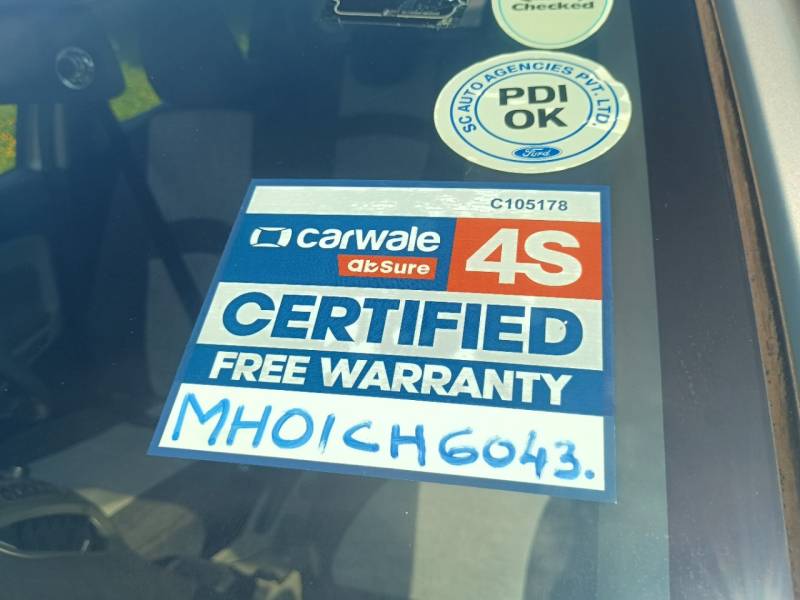 Checked
SC AUTO AGENCIES PVT. LTD.
PDI
OK
Ford
C105178
carwale
abSure
4S
CERTIFIED
FREE WARRANTY
MH01CH6043.